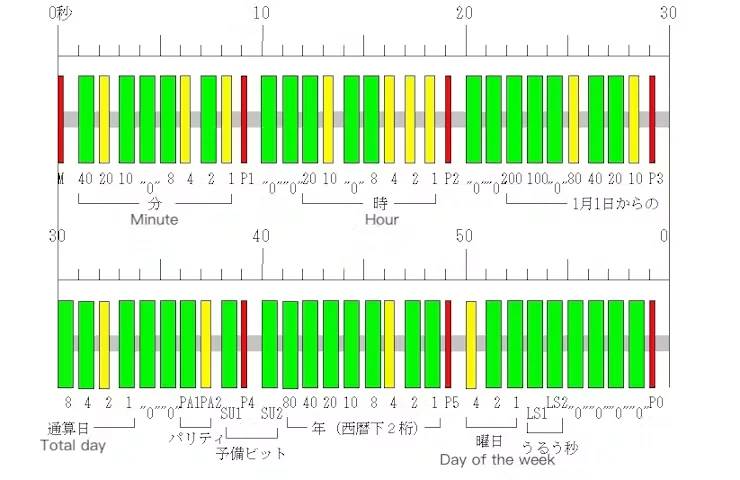 0秒 10 20 30
M 40 20 10 "0" 8 4 2 1 P1 "0" "0" 20 10 "0" 8 4 2 1 P2 "0" "0" 200 100 "0" 80 40 20 10 P3
分 時 1月1日からの
Minute Hour
30 40 50 0
8 4 2 1 "0" "0" PA1 PA2 SU1 P4 SU2 80 40 20 10 8 4 2 1 P5 4 2 1 LS1 LS2 "0" "0" "0" "0" P0
通算日 パリティ 予備ビット 年（西暦下２桁） 曜日 うるう秒
Total day Day of the week